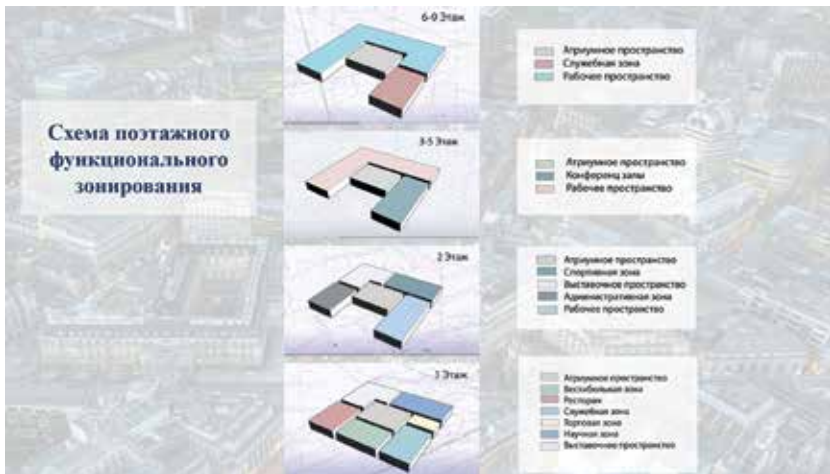 Схема поэтажного
функционального
зонирования
6-9 Этаж
Атриумное пространство
Служебная зона
Рабочее пространство
3-5 Этаж
Атриумное пространство
Конференц залы
Рабочее пространство
2 Этаж
Атриумное пространство
Спортивная зона
Выставочное пространство
Административная зона
Рабочее пространство
1 Этаж
Атриумное пространство
Вестибюльная зона
Ресторан
Служебная зона
Торговая зона
Научная зона
Выставочное пространство